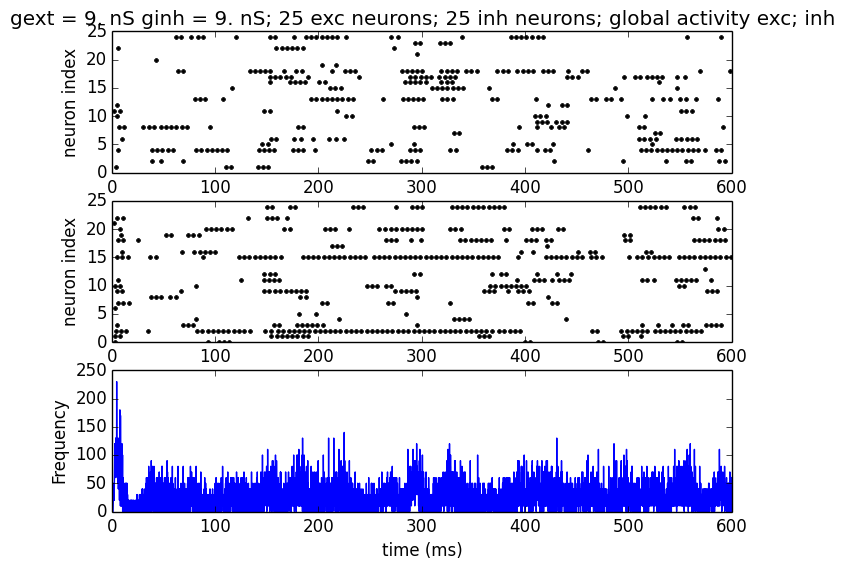 gext = 9. nS ginh = 9. nS; 25 exc neurons; 25 inh neurons; global activity exc; inh
25
20
15
10
5
0
neuron index
0 100 200 300 400 500 600
25
20
15
10
5
0
neuron index
0 100 200 300 400 500 600
250
200
150
100
50
0
Frequency
0 100 200 300 400 500 600
time (ms)